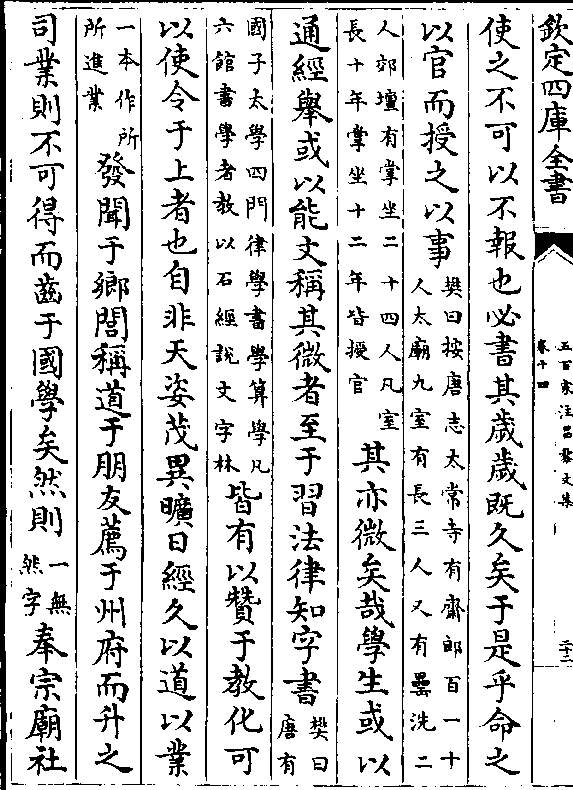 欽定四庫全書
五百家注昌黎文集
卷十四
二十二
使之不可以不報也必書其歲歲既久矣于是乎命之
以官而授之以事
樊曰按唐志太常寺有齋郎百一十
人太廟九室有長三人又有罍洗二
人郊壇有掌坐二十四人凡室
長十年掌坐十二年皆授官
其亦微矣哉學生或以
通經舉或以能文稱其微者至于習法律知字書
樊曰
唐有
國子太學四門律學書學算學凡
六館書學者教以石經說文字林
皆有以贊于教化可
以使令于上者也自非天姿茂異曠日經久以道以業
一本作所
所進業
發聞于鄉閭稱道于朋友薦于州府而升之
司業則不可得而齒于國學矣然則
一無
然字
奉宗廟社